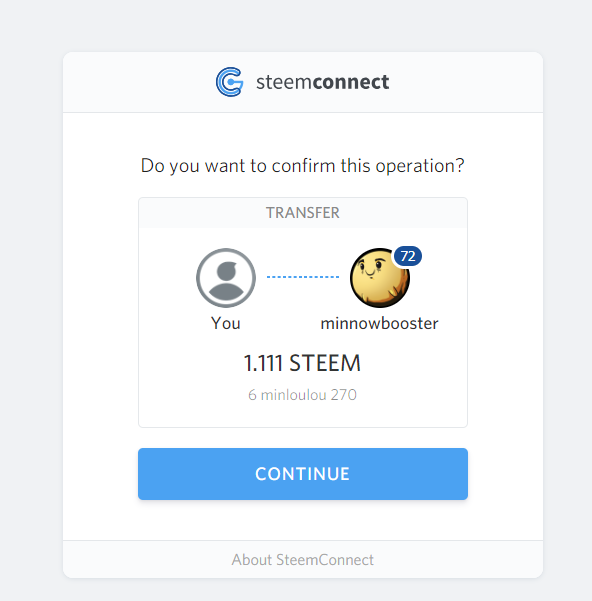 steemconnect
Do you want to confirm this operation?
TRANSFER
72
You
minnowbooster
1.111 STEEM
6 minloulou 270
CONTINUE
About SteemConnect